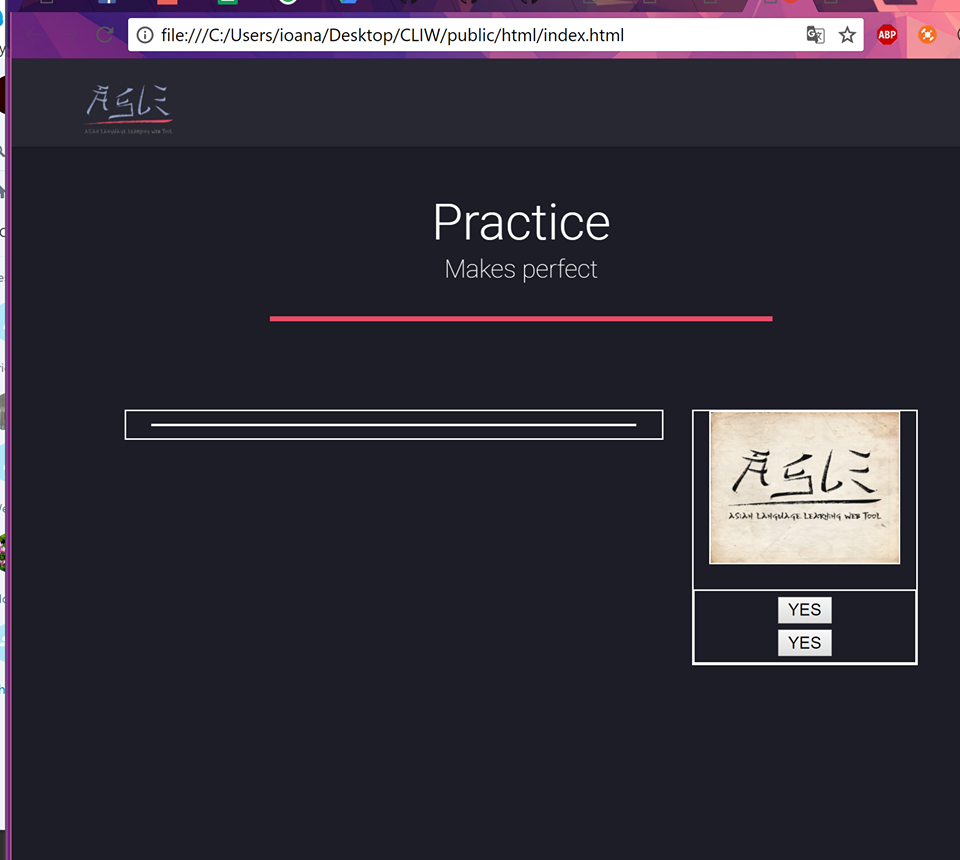 file:///C:/Users/ioana/Desktop/CLIW/public/html/index.html
ABP
ASLE
ASIAN LANGUAGE LEARNING WEB TOOL
Practice
Makes perfect
ASLE
ASIAN LANGUAGE LEARNING WEB TOOL
YES
YES